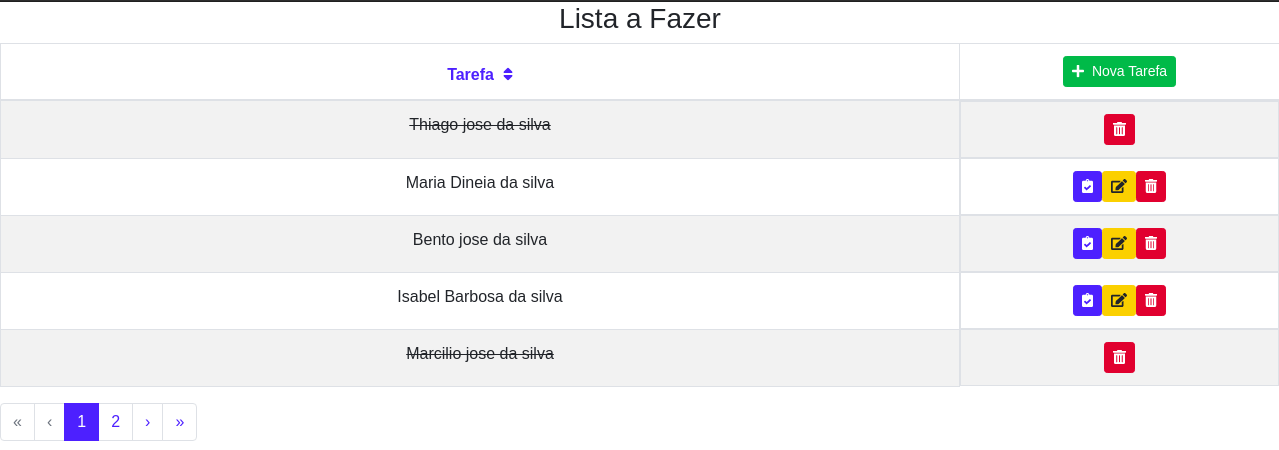 Lista a Fazer
Tarefa
Nova Tarefa
Thiago jose da silva
Maria Dineia da silva
Bento jose da silva
Isabel Barbosa da silva
Marcilio jose da silva
« ‹ 1 2 › »